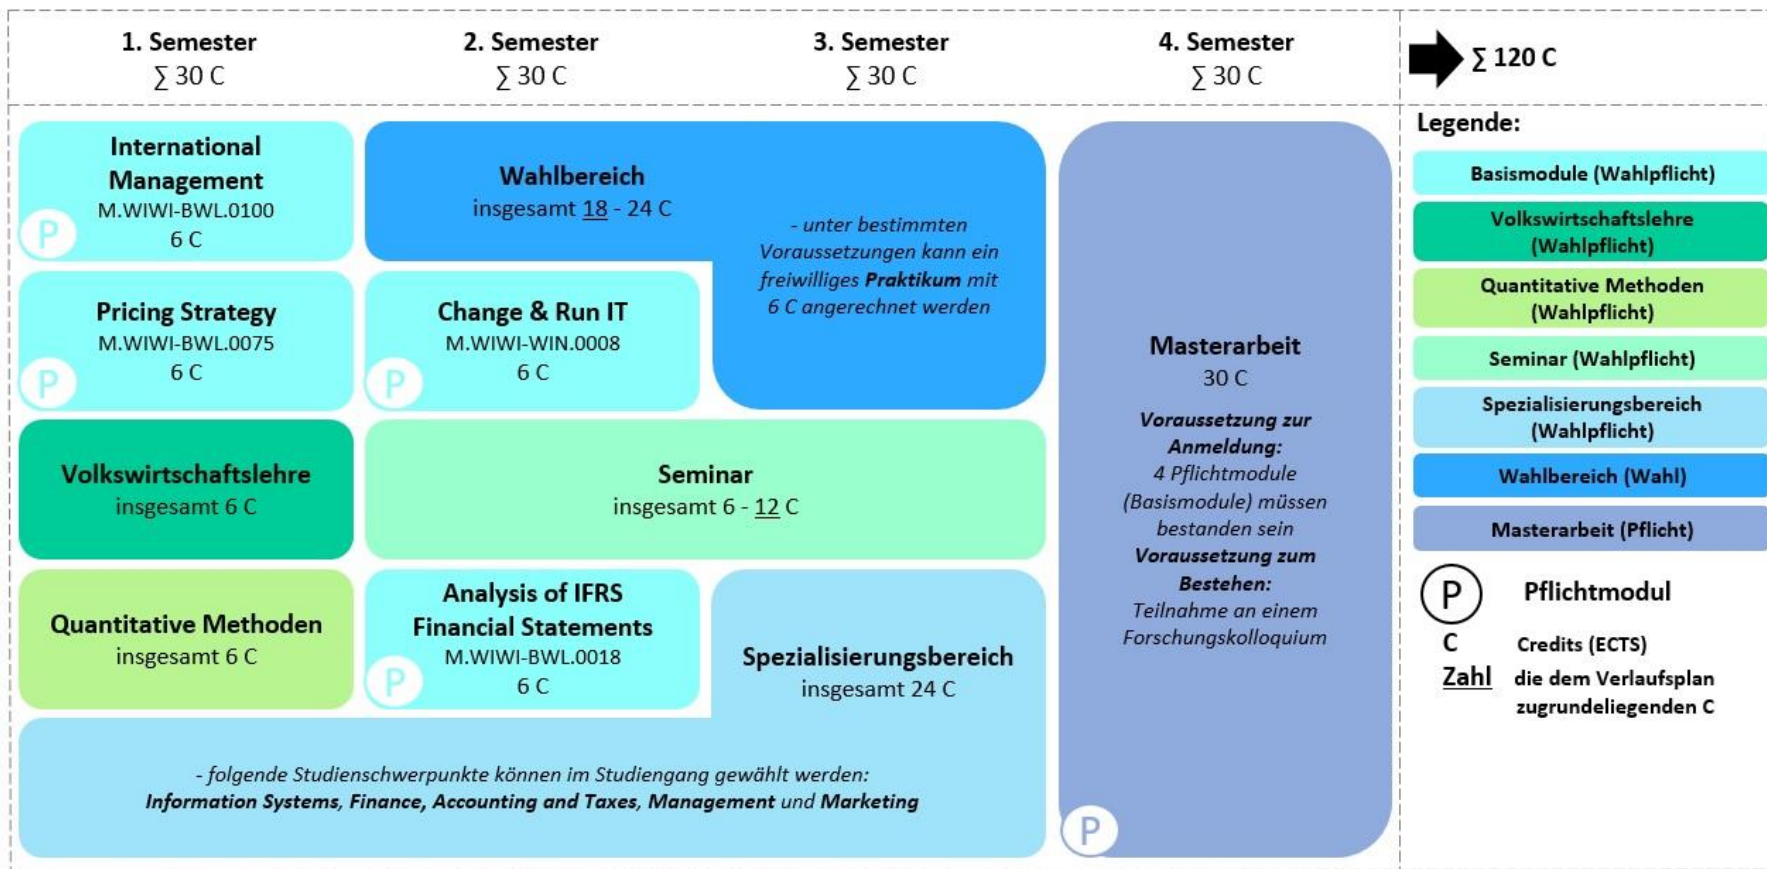 1. Semester
∑ 30 C
2. Semester
∑ 30 C
3. Semester
∑ 30 C
4. Semester
∑ 30 C
∑ 120 C
International
Management
M.WIWI-BWL.0100
6 C
P
Pricing Strategy
M.WIWI-BWL.0075
6 C
P
Volkswirtschaftslehre
insgesamt 6 C
Quantitative Methoden
insgesamt 6 C
Wahlbereich
insgesamt 18 - 24 C
- unter bestimmten
Voraussetzungen kann ein
freiwilliges Praktikum mit
6 C angerechnet werden
Change & Run IT
M.WIWI-WIN.0008
6 C
P
Seminar
insgesamt 6 - 12 C
Analysis of IFRS
Financial Statements
M.WIWI-BWL.0018
6 C
P
Spezialisierungsbereich
insgesamt 24 C
- folgende Studienschwerpunkte können im Studiengang gewählt werden:
Information Systems, Finance, Accounting and Taxes, Management und Marketing
Masterarbeit
30 C
Voraussetzung zur
Anmeldung:
4 Pflichtmodule
(Basismodule) müssen
bestanden sein
Voraussetzung zum
Bestehen:
Teilnahme an einem
Forschungskolloquium
P
Legende:
Basismodule (Wahlpflicht)
Volkswirtschaftslehre
(Wahlpflicht)
Quantitative Methoden
(Wahlpflicht)
Seminar (Wahlpflicht)
Spezialisierungsbereich
(Wahlpflicht)
Wahlbereich (Wahl)
Masterarbeit (Pflicht)
P Pflichtmodul
C Credits (ECTS)
Zahl die dem Verlaufsplan
zugrundeliegenden C